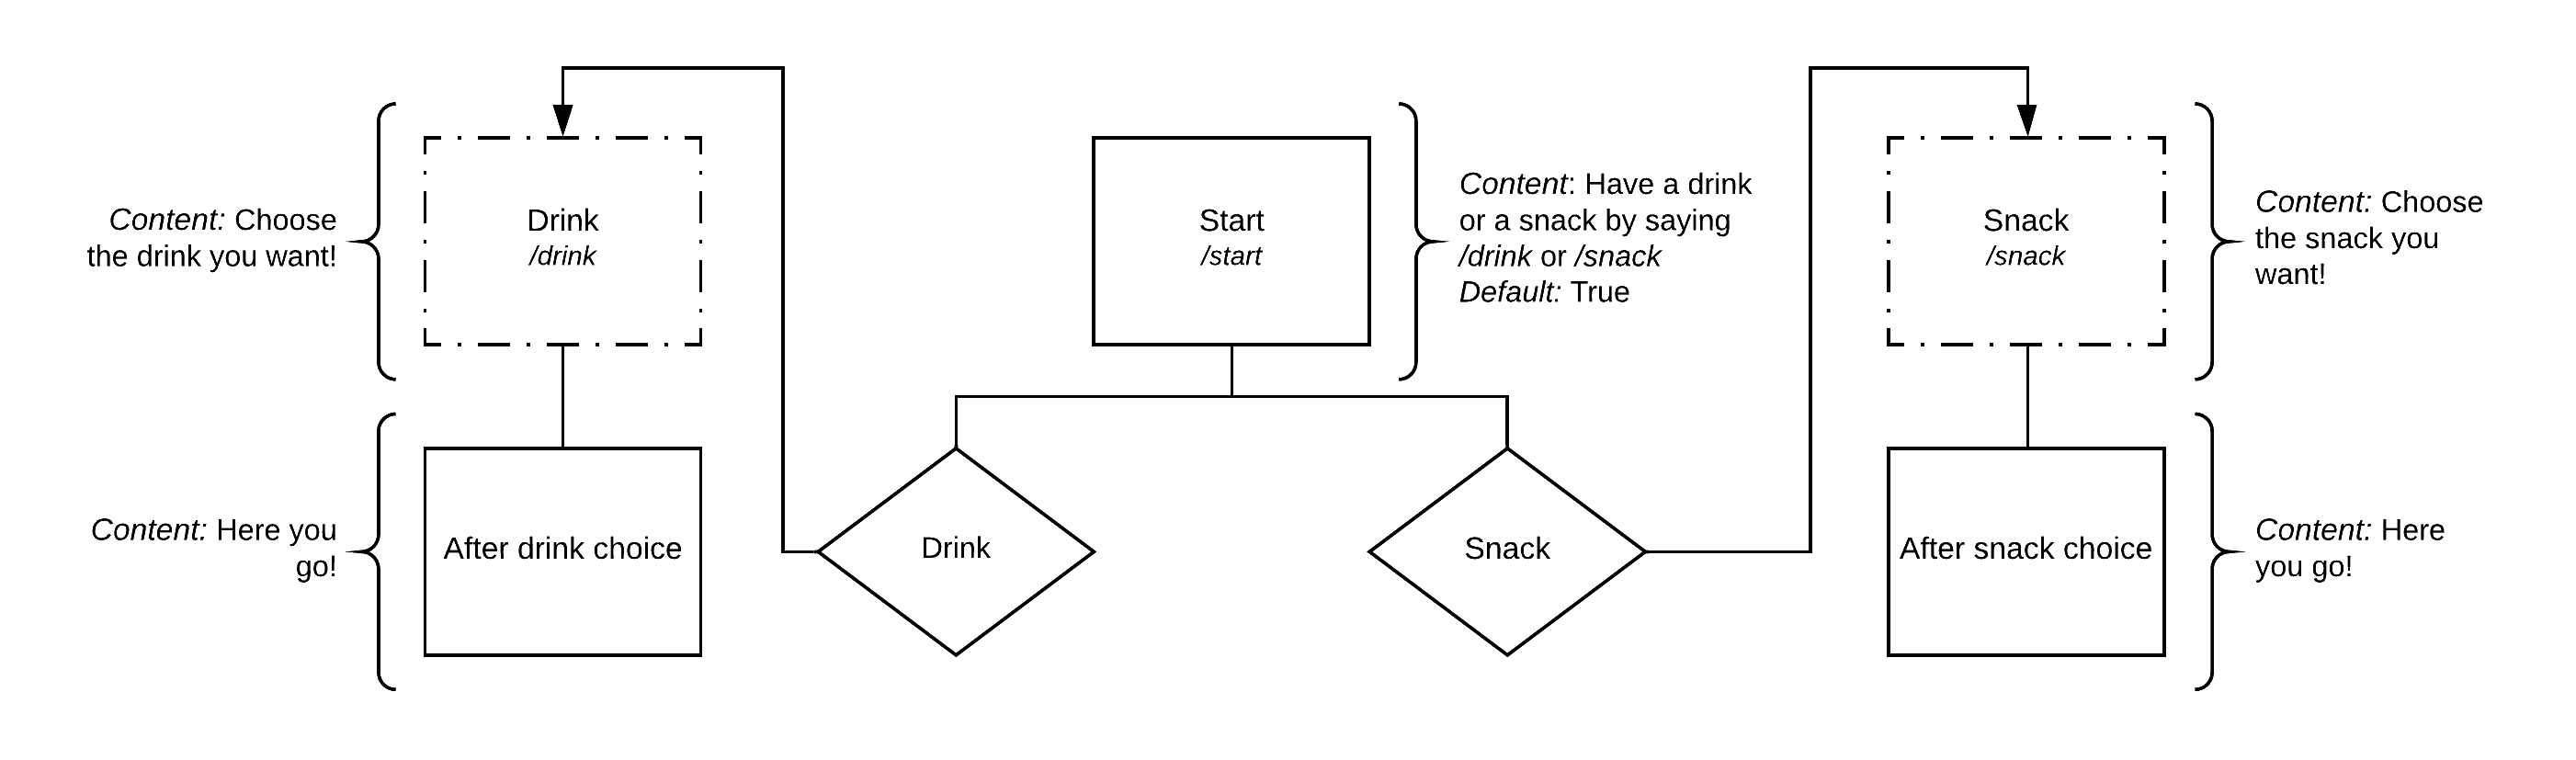 Content: Choose
the drink you want!
Drink
/drink
Start
/start
Content: Have a drink
or a snack by saying
/drink or /snack
Default: True
Snack
/snack
Content: Choose
the snack you
want!
Content: Here you
go!
After drink choice
Drink
Snack
After snack choice
Content: Here
you go!